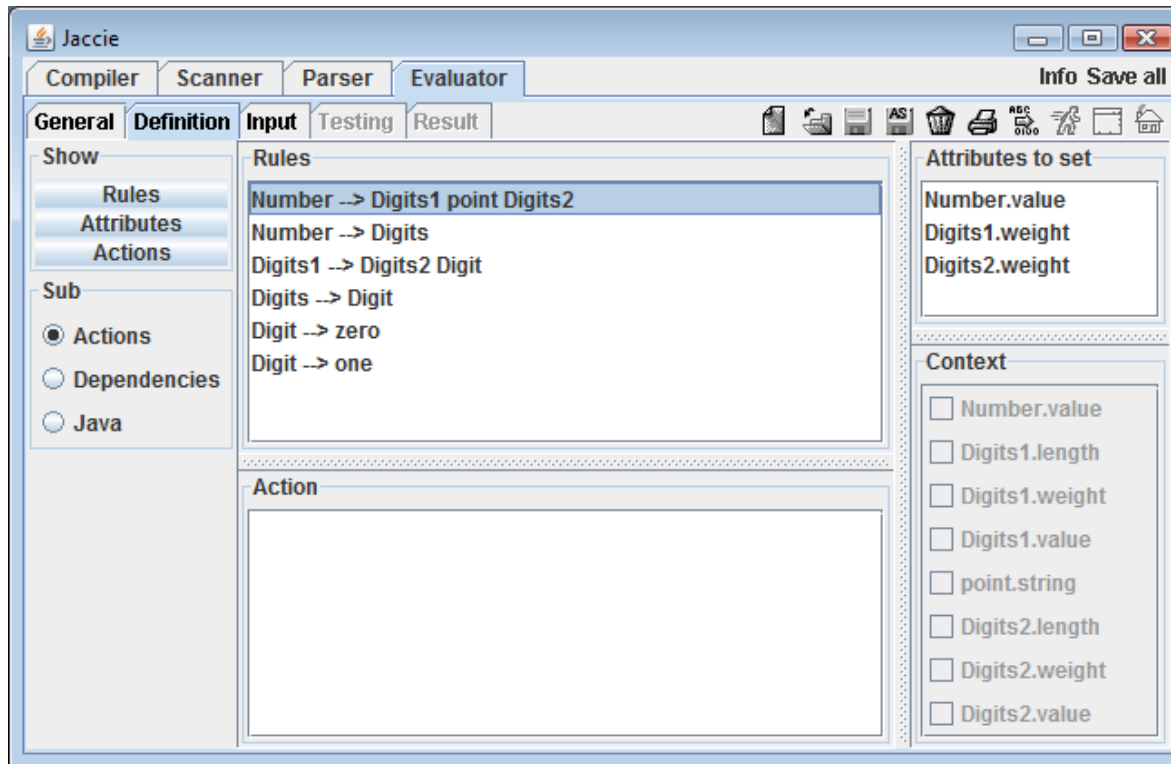 Jaccie
Compiler Scanner Parser Evaluator Info Save all
General Definition Input Testing Result
AS
ABC
0100
Show
Rules
Attributes
Actions
Sub
Actions
Dependencies
Java
Rules
Number --> Digits1 point Digits2
Number --> Digits
Digits1 --> Digits2 Digit
Digits --> Digit
Digit --> zero
Digit --> one
Action
Attributes to set
Number.value
Digits1.weight
Digits2.weight
Context
Number.value
Digits1.length
Digits1.weight
Digits1.value
point.string
Digits2.length
Digits2.weight
Digits2.value